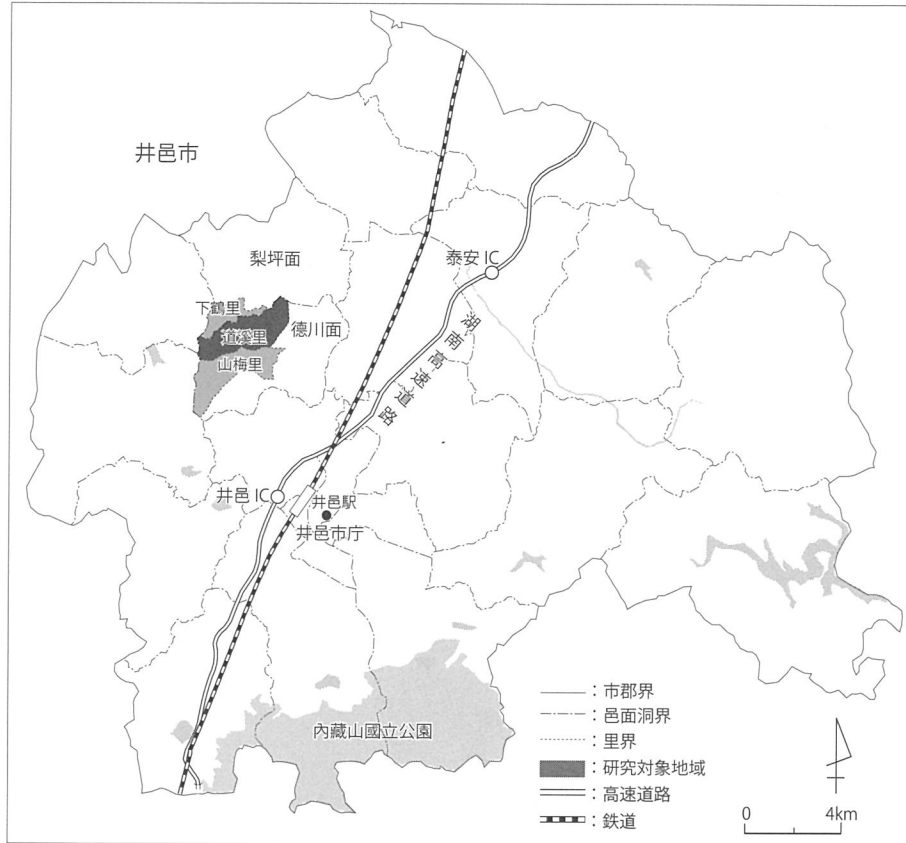 井邑市
梨坪面
泰安 IC
下鶴里
道溪里
徳川面
山梅里
湖南高速道路
井邑 IC
井邑駅
井邑市庁
內藏山國立公園
：市郡界
：邑面洞界
：里界
：研究対象地域
：高速道路
：鉄道
0 4km